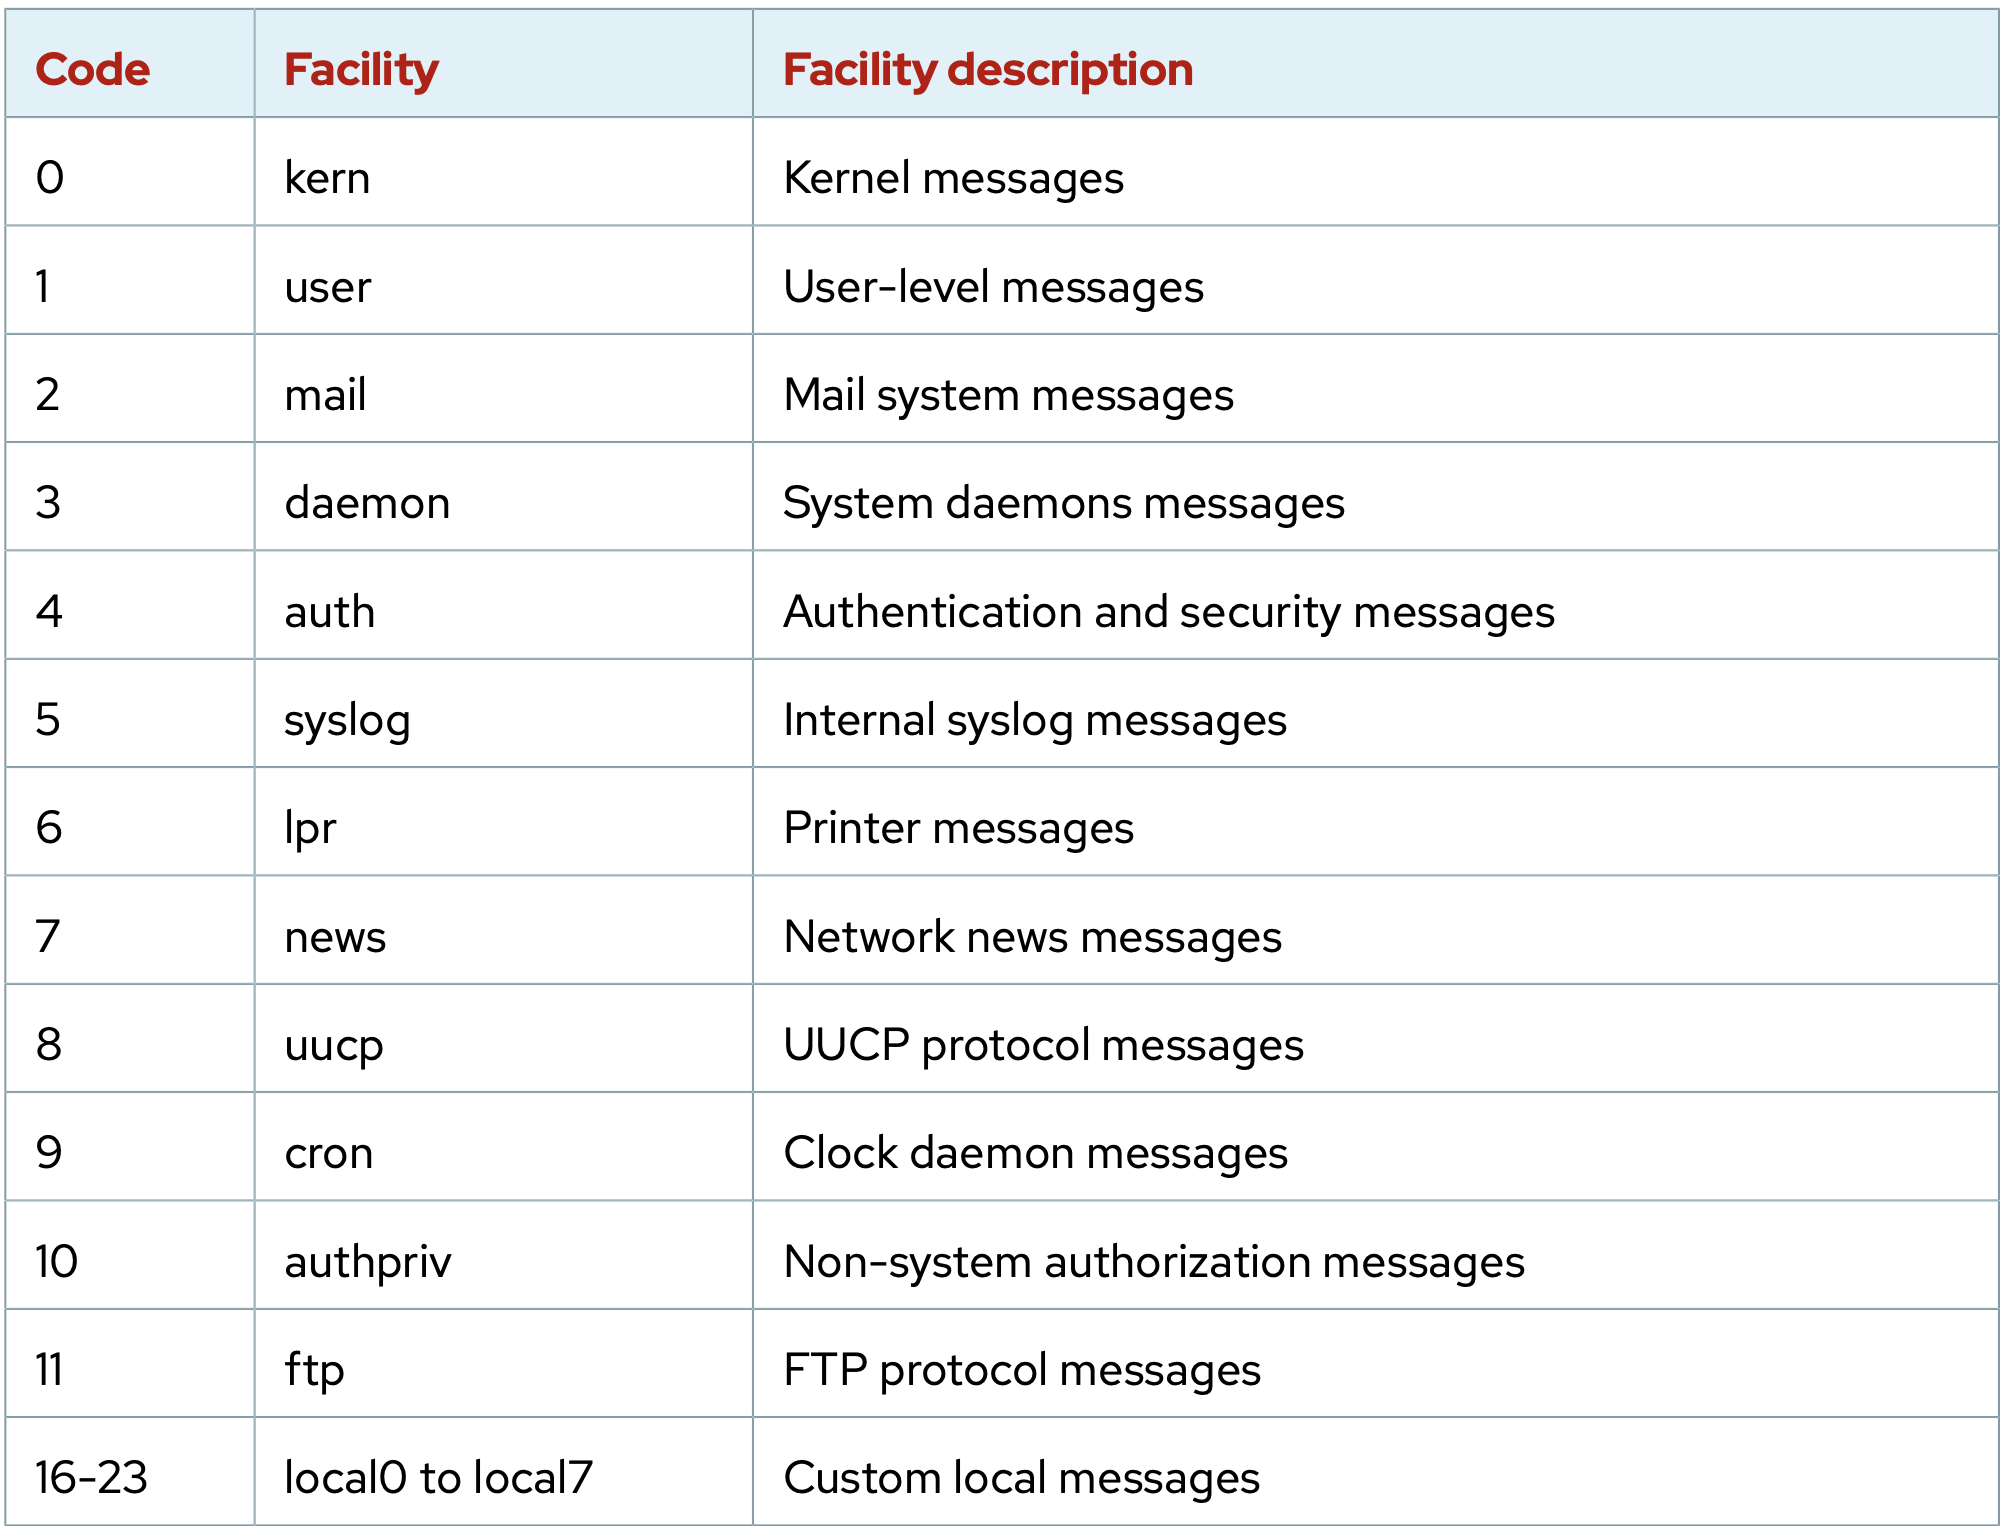 Code Facility Facility description
0 kern Kernel messages
1 user User-level messages
2 mail Mail system messages
3 daemon System daemons messages
4 auth Authentication and security messages
5 syslog Internal syslog messages
6 lpr Printer messages
7 news Network news messages
8 uucp UUCP protocol messages
9 cron Clock daemon messages
10 authpriv Non-system authorization messages
11 ftp FTP protocol messages
16-23 local0 to local7 Custom local messages